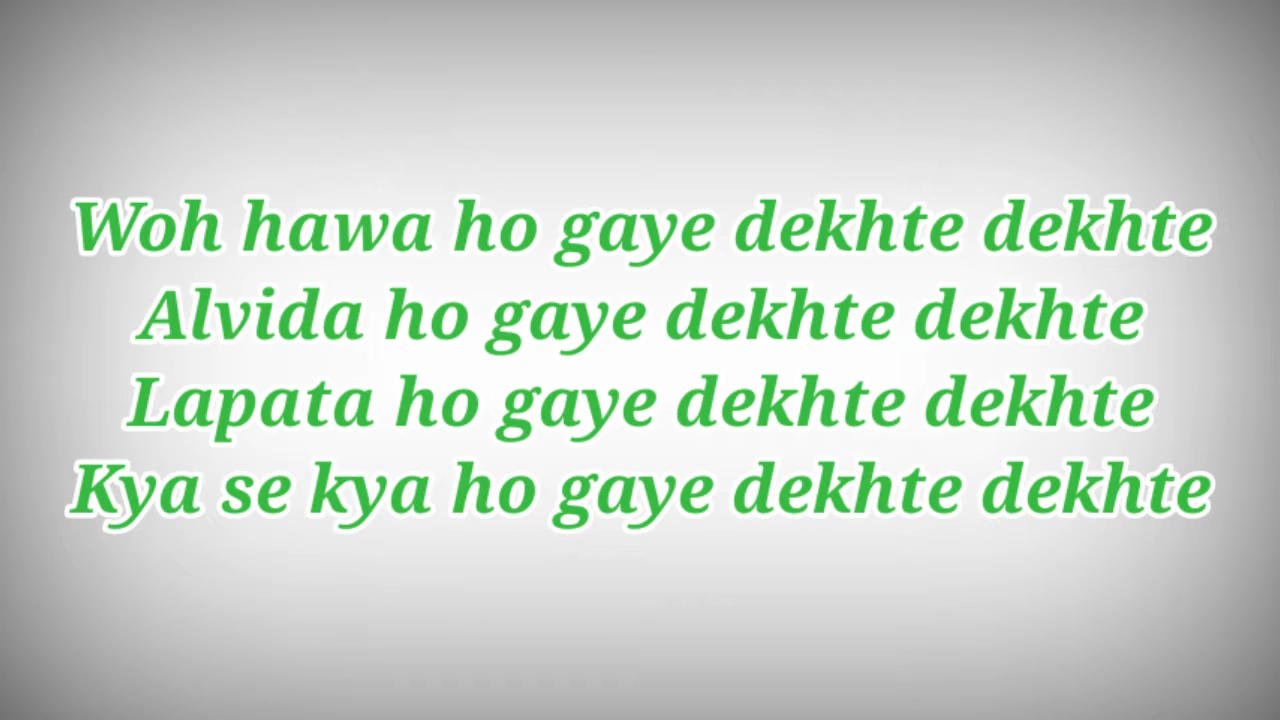 Woh hawa ho gaye dekhte dekhte
Alvida ho gaye dekhte dekhte
Lapata ho gaye dekhte dekhte
Kya se kya ho gaye dekhte dekhte